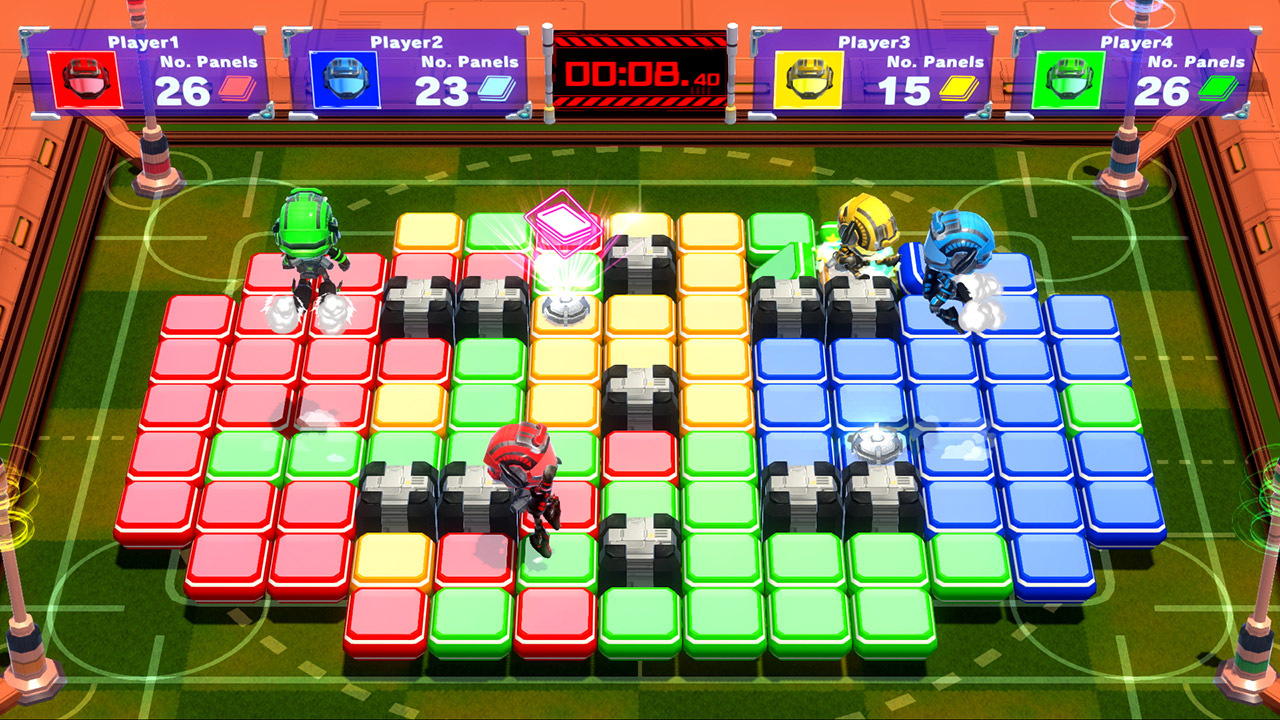 Player1
No. Panels
26
Player2
No. Panels
23
00:08.40
Player3
No. Panels
15
Player4
No. Panels
26